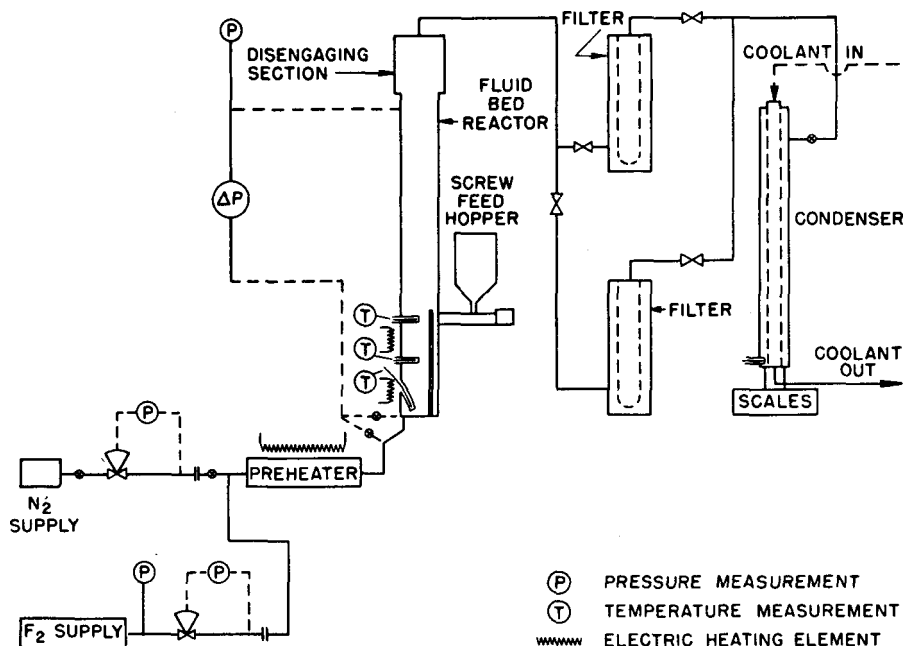 P
DISENGAGING
SECTION
FLUID
BED
REACTOR
FILTER
COOLANT IN
ΔP
SCREW
FEED
HOPPER
CONDENSER
T
T
T
FILTER
COOLANT
OUT
SCALES
P
PREHEATER
N2
SUPPLY
P
P
F2 SUPPLY
P PRESSURE MEASUREMENT
T TEMPERATURE MEASUREMENT
ELECTRIC HEATING ELEMENT